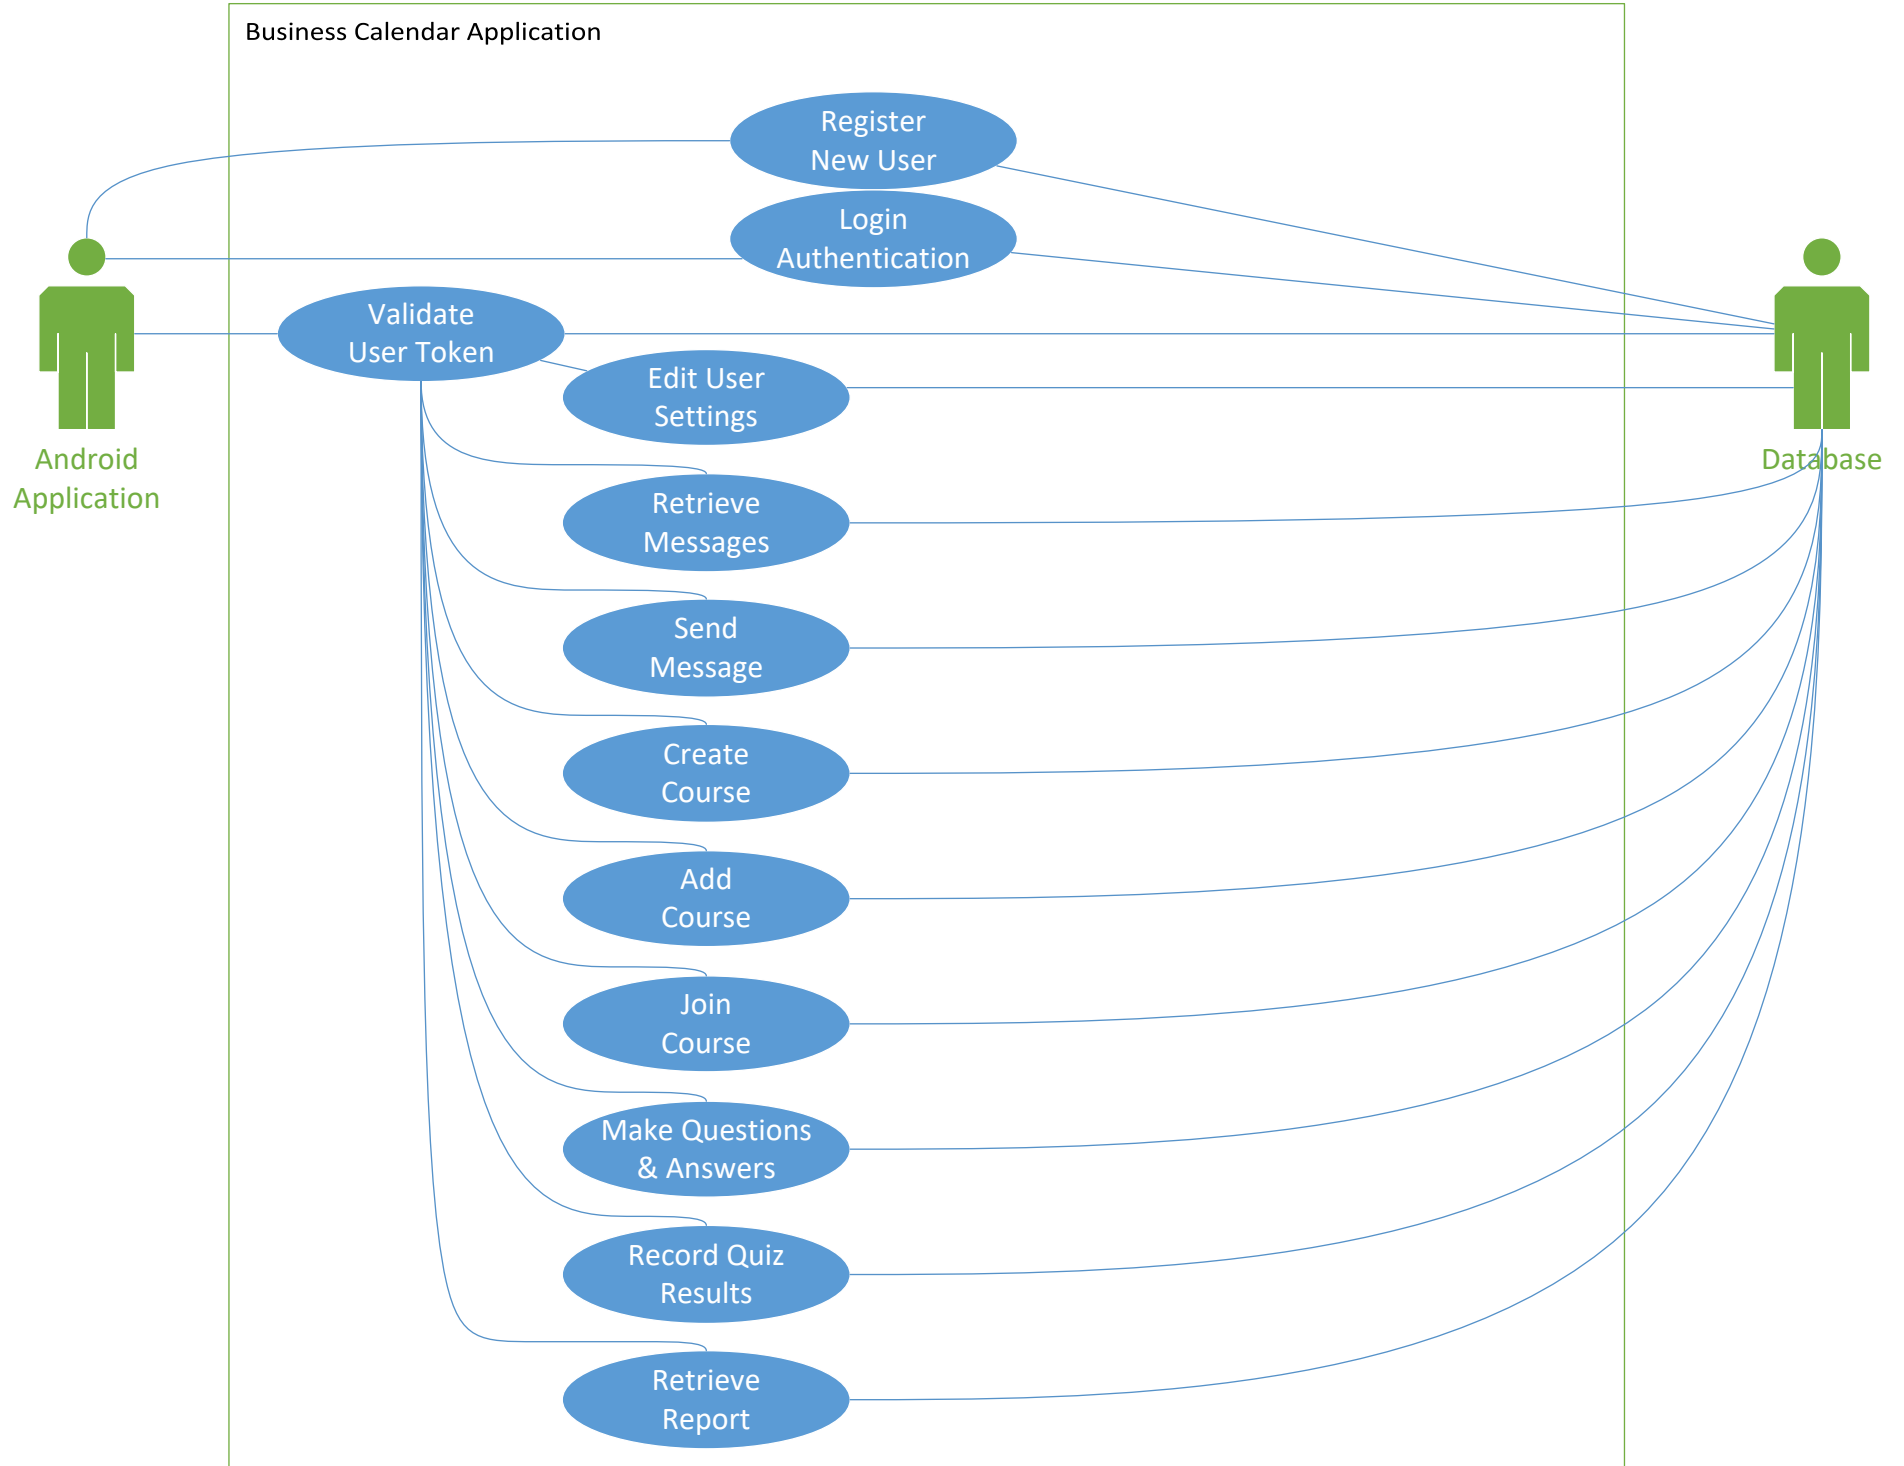 Business Calendar Application
Register
New User
Login
Authentication
Validate
User Token
Edit User
Settings
Android
Application
Database
Retrieve
Messages
Send
Message
Create
Course
Add
Course
Join
Course
Make Questions
& Answers
Record Quiz
Results
Retrieve
Report